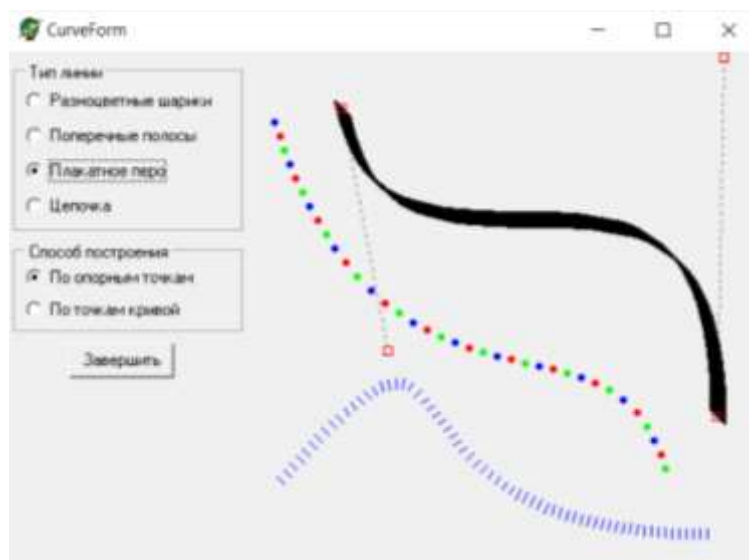 CurveForm
Тип линии
Разноцветные шарики
Поперечные полосы
Плакатное перо
Цепочка
Способ построения
По опорным точкам
По точкам кривой
Завершить